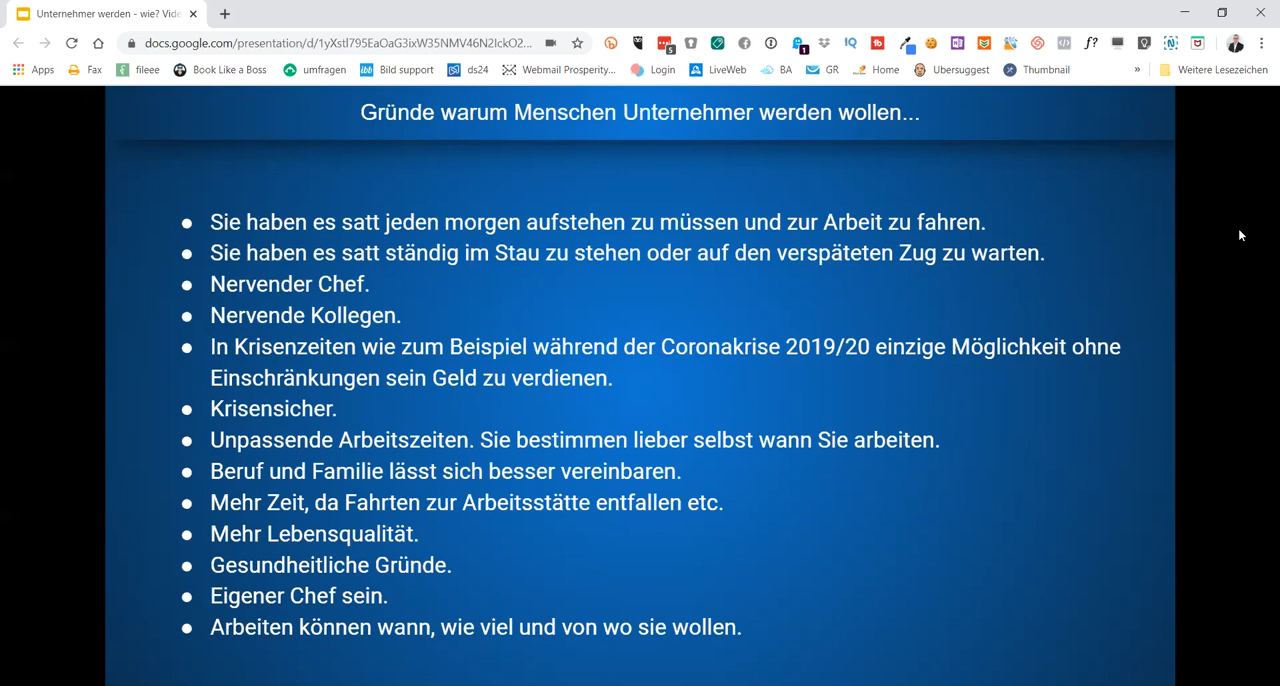 Unternehmer werden - wie? Vide
docs.google.com/presentation/d/1yXstI795EaOaG3ixW35NMV46N2IckO2...
Apps Fax fileee Book Like a Boss umfragen Bild support ds24 Webmail Prosperity... Login LiveWeb BA GR Home Ubersuggest Thumbnail » Weitere Lesezeichen
Gründe warum Menschen Unternehmer werden wollen...
● Sie haben es satt jeden morgen aufstehen zu müssen und zur Arbeit zu fahren.
● Sie haben es satt ständig im Stau zu stehen oder auf den verspäteten Zug zu warten.
● Nervender Chef.
● Nervende Kollegen.
● In Krisenzeiten wie zum Beispiel während der Coronakrise 2019/20 einzige Möglichkeit ohne
Einschränkungen sein Geld zu verdienen.
● Krisensicher.
● Unpassende Arbeitszeiten. Sie bestimmen lieber selbst wann Sie arbeiten.
● Beruf und Familie lässt sich besser vereinbaren.
● Mehr Zeit, da Fahrten zur Arbeitsstätte entfallen etc.
● Mehr Lebensqualität.
● Gesundheitliche Gründe.
● Eigener Chef sein.
● Arbeiten können wann, wie viel und von wo sie wollen.